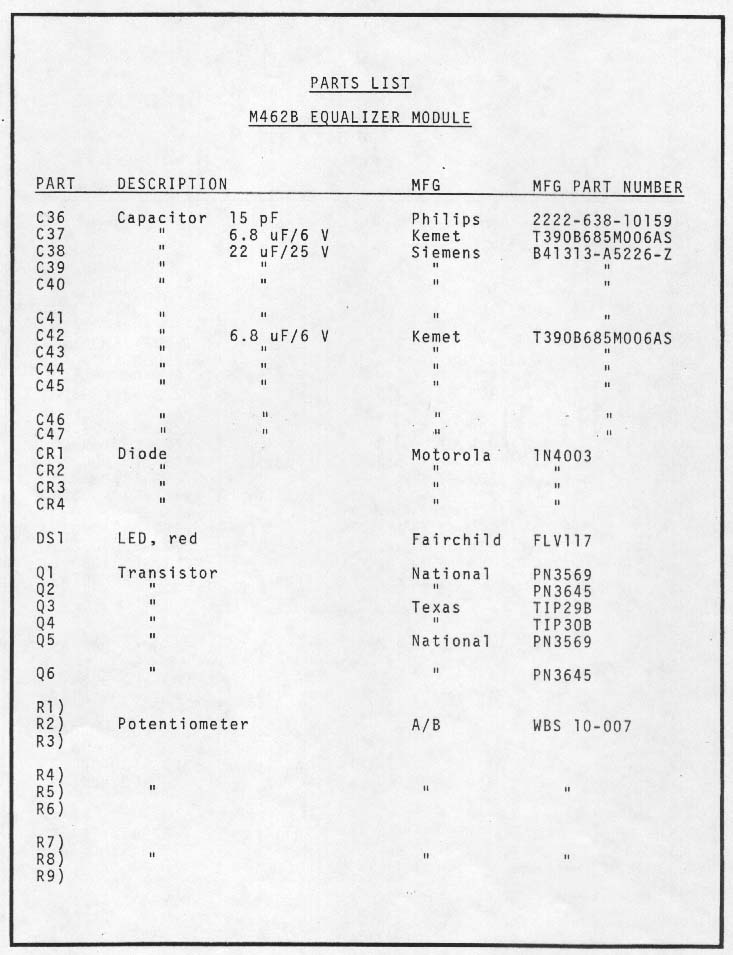 PARTS LIST
M462B EQUALIZER MODULE
PART DESCRIPTION MFG MFG PART NUMBER
C36 Capacitor 15 pF Philips 2222-638-10159
C37 " 6.8 uF/6 V Kemet T390B685M006AS
C38 " 22 uF/25 V Siemens B41313-A5226-Z
C39 " " " "
C40 " " " "
C41 " " " "
C42 " 6.8 uF/6 V Kemet T390B685M006AS
C43 " " " "
C44 " " " "
C45 " " " "
C46 " " " "
C47 " " " "
CR1 Diode Motorola 1N4003
CR2 " " "
CR3 " " "
CR4 " " "
DS1 LED, red Fairchild FLV117
Q1 Transistor National PN3569
Q2 " " PN3645
Q3 " Texas TIP29B
Q4 " " TIP30B
Q5 " National PN3569
Q6 " " PN3645
R1)
R2) Potentiometer A/B WBS 10-007
R3)
R4)
R5) " " "
R6)
R7)
R8) " " "
R9)